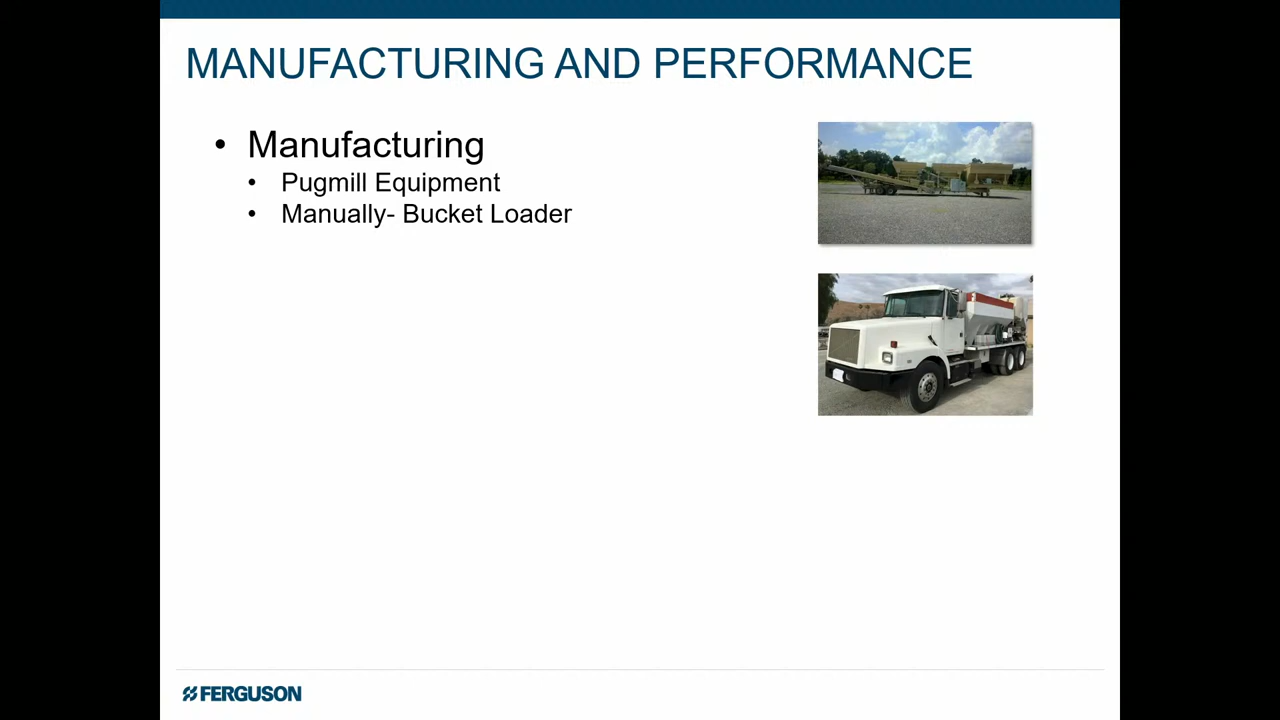 MANUFACTURING AND PERFORMANCE
• Manufacturing
• Pugmill Equipment
• Manually- Bucket Loader
FERGUSON